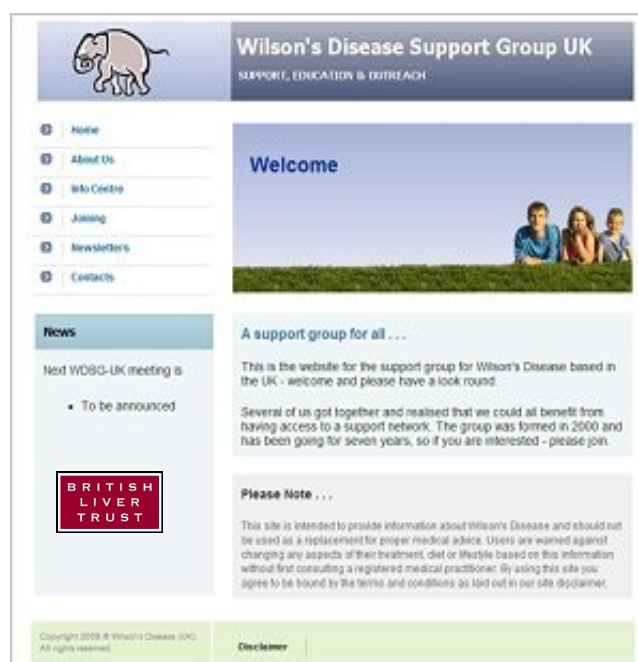 Wilson's Disease Support Group UK
SUPPORT, EDUCATION & OUTREACH
Home
About Us
Info Centre
Joining
Newsletters
Contacts
Welcome
News
Next WDSG-UK meeting is
To be announced
BRITISH
LIVER
TRUST
A support group for all . . .
This is the website for the support group for Wilson's Disease based in
the UK - welcome and please have a look round.
Several of us got together and realised that we could all benefit from
having access to a support network. The group was formed in 2000 and
has been going for seven years, so if you are interested - please join.
Please Note . . .
This site is intended to provide information about Wilson's Disease and should not
be used as a replacement for proper medical advice. Users are warned against
changing any aspects of their treatment, diet or lifestyle based on this information
without first consulting a registered medical practitioner. By using this site you
agree to be bound by the terms and conditions as laid out in our site disclaimer.
Copyright © Wilson's Disease (UK).
All rights reserved.
Disclaimer